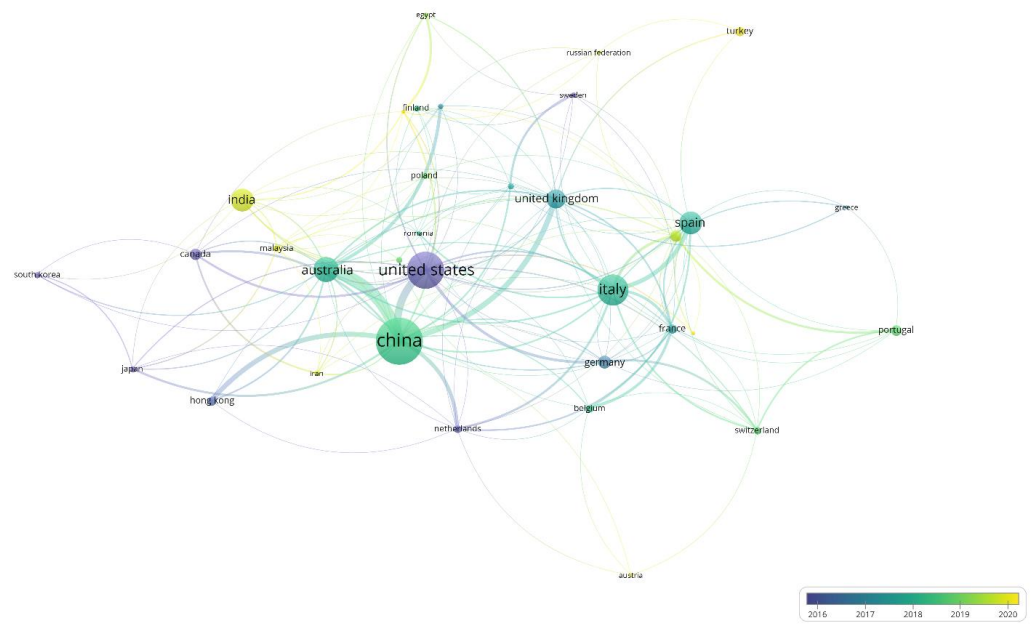 egypt
turkey
russian federation
sweden
finland
poland
india
united kingdom
greece
spain
romania
malaysia
canada
australia
united states
south korea
italy
france
portugal
china
germany
japan
iran
hong kong
belgium
netherlands
switzerland
austria
2016 2017 2018 2019 2020